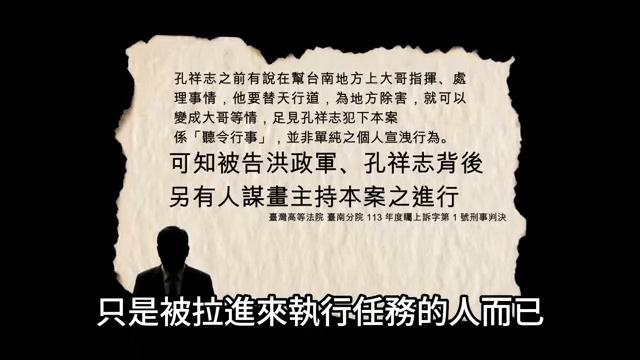 孔祥志之前有說在幫台南地方上大哥指揮、處
理事情，他要替天行道，為地方除害，就可以
變成大哥等情，足見孔祥志犯下本案
係「聽令行事」，並非單純之個人宣洩行為。
可知被告洪政軍、孔祥志背後
另有人謀畫主持本案之進行
臺灣高等法院 臺南分院 113 年度矚上訴字第 1 號刑事判決
只是被拉進來執行任務的人而已